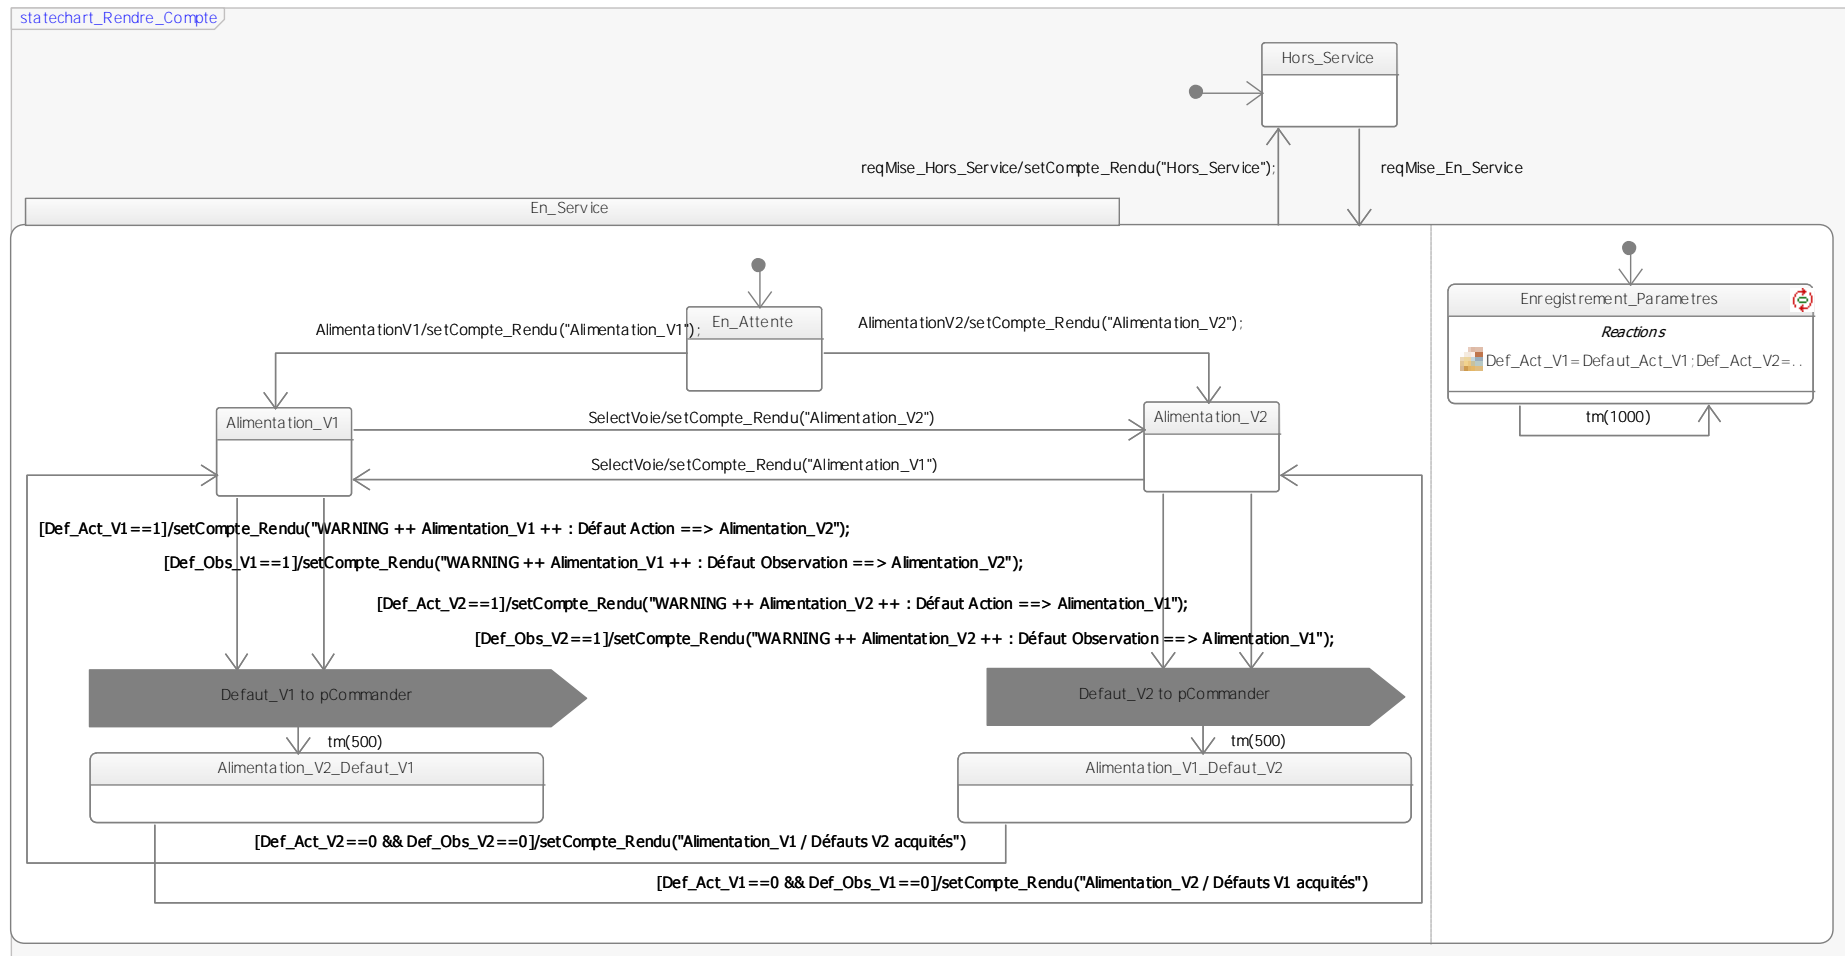 statechart_Rendre_Compte
Hors_Service
reqMise_Hors_Service/setCompte_Rendu("Hors_Service");
reqMise_En_Service
En_Service
Enregistrement_Parametres
Reactions
Def_Act_V1=Defaut_Act_V1;Def_Act_V2=...
tm(1000)
En_Attente
AlimentationV1/setCompte_Rendu("Alimentation_V1");
AlimentationV2/setCompte_Rendu("Alimentation_V2");
Alimentation_V1
Alimentation_V2
SelectVoie/setCompte_Rendu("Alimentation_V2")
SelectVoie/setCompte_Rendu("Alimentation_V1")
[Def_Act_V1==1]/setCompte_Rendu("WARNING ++ Alimentation_V1 ++ : Défaut Action ==> Alimentation_V2");
[Def_Obs_V1==1]/setCompte_Rendu("WARNING ++ Alimentation_V1 ++ : Défaut Observation ==> Alimentation_V2");
[Def_Act_V2==1]/setCompte_Rendu("WARNING ++ Alimentation_V2 ++ : Défaut Action ==> Alimentation_V1");
[Def_Obs_V2==1]/setCompte_Rendu("WARNING ++ Alimentation_V2 ++ : Défaut Observation ==> Alimentation_V1");
Defaut_V1 to pCommander
Defaut_V2 to pCommander
tm(500)
tm(500)
Alimentation_V2_Defaut_V1
Alimentation_V1_Defaut_V2
[Def_Act_V2==0 && Def_Obs_V2==0]/setCompte_Rendu("Alimentation_V1 / Défauts V2 acquités")
[Def_Act_V1==0 && Def_Obs_V1==0]/setCompte_Rendu("Alimentation_V2 / Défauts V1 acquités")